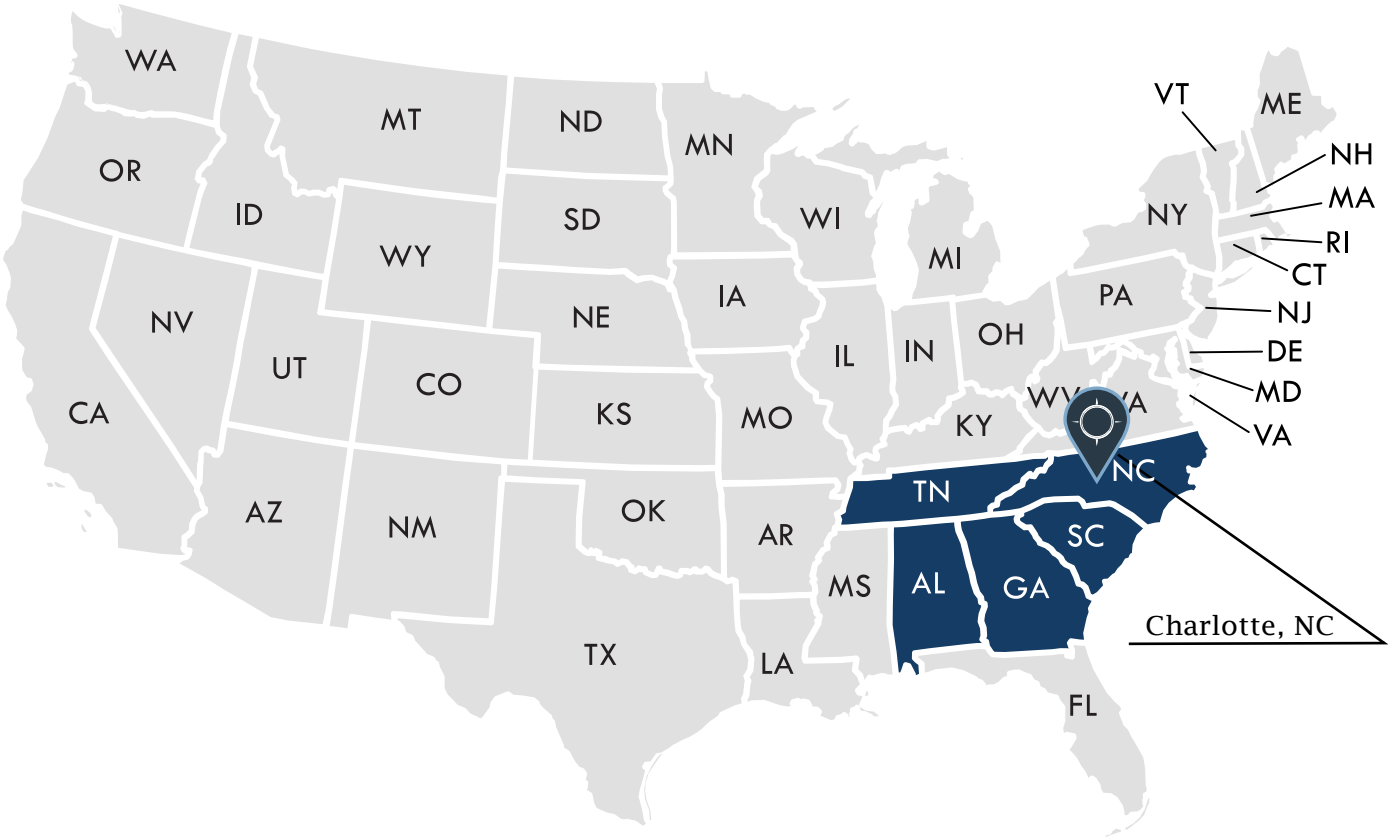 WA
MT
ND
MN
VT
ME
OR
ID
SD
WI
NY
NH
MA
WY
MI
RI
CT
NV
NE
IA
PA
NJ
UT
CO
IL
IN
OH
DE
MD
CA
KS
MO
KY
WV
VA
VA
AZ
NM
OK
AR
TN
NC
SC
MS
AL
GA
Charlotte, NC
TX
LA
FL